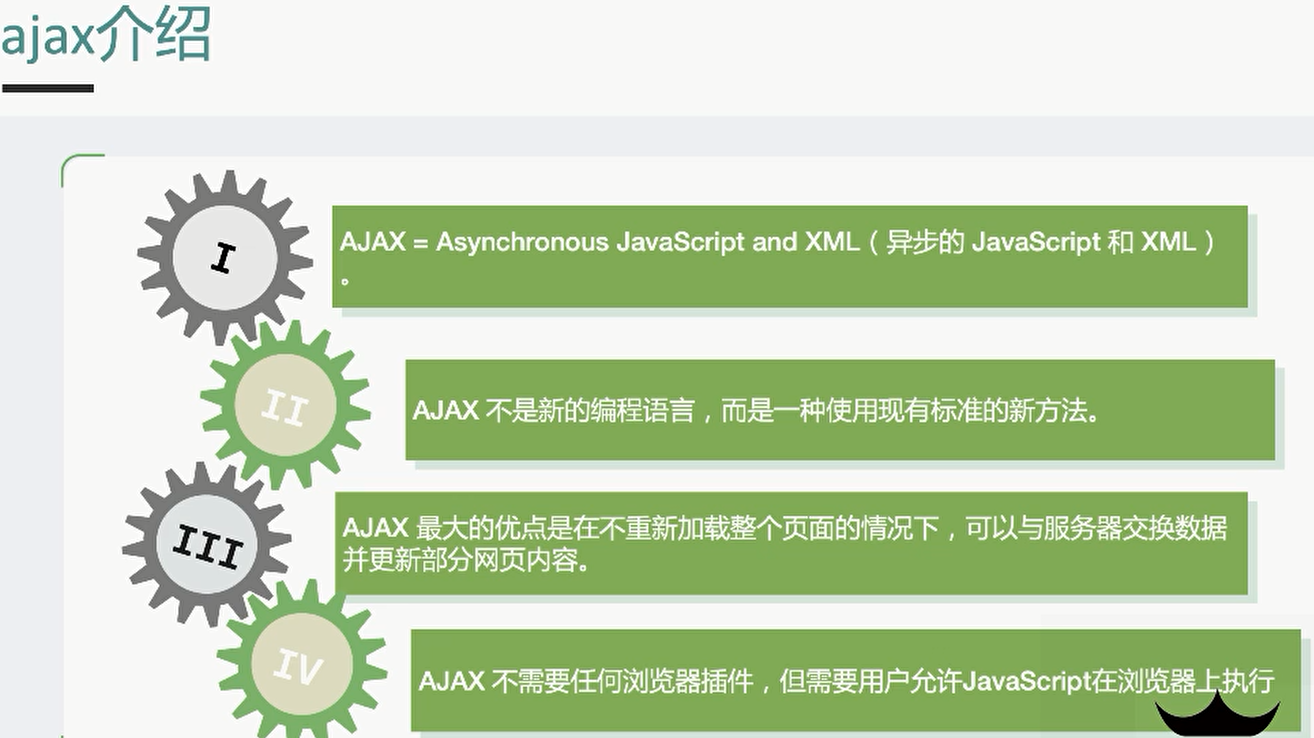 ajax介绍
I
AJAX = Asynchronous JavaScript and XML（异步的 JavaScript 和 XML）
。
II
AJAX 不是新的编程语言，而是一种使用现有标准的新方法。
III
AJAX 最大的优点是在不重新加载整个页面的情况下，可以与服务器交换数据
并更新部分网页内容。
IV
AJAX 不需要任何浏览器插件，但需要用户允许JavaScript在浏览器上执行